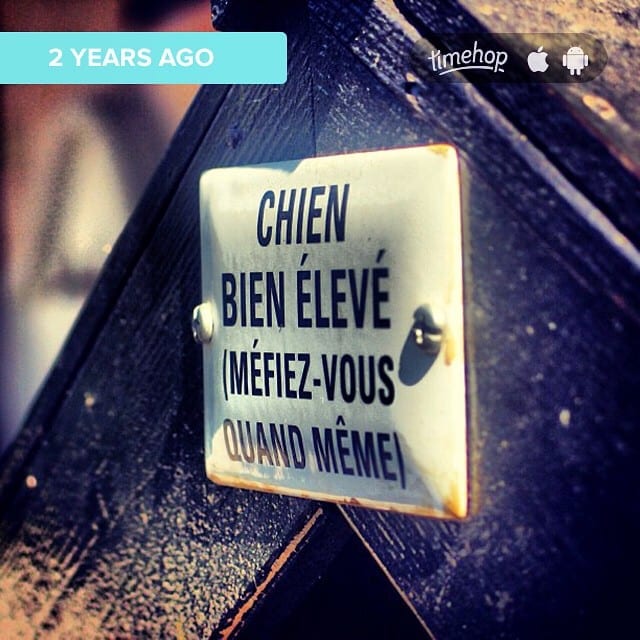 2 YEARS AGO
timehop
CHIEN
BIEN ÉLEVÉ
(MÉFIEZ-VOUS
QUAND MÊME)